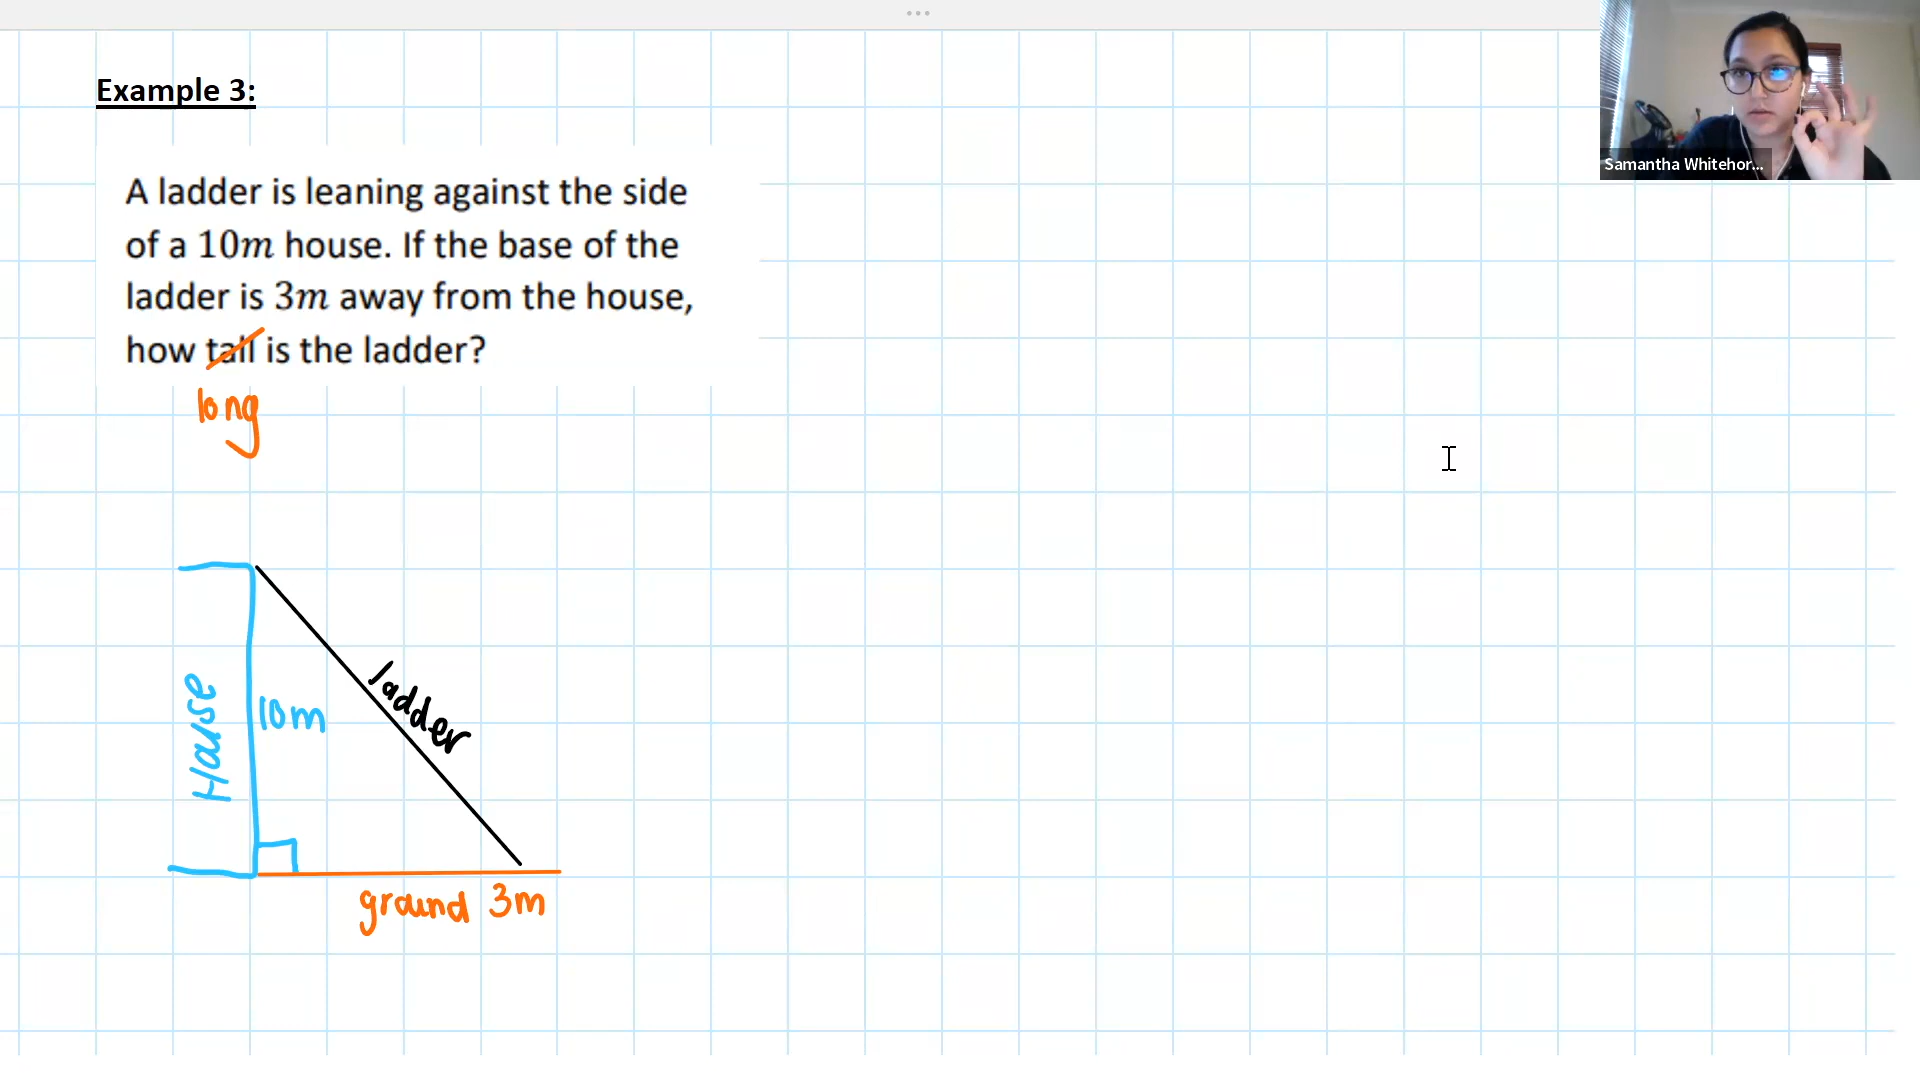 Example 3:
A ladder is leaning against the side
of a 10m house. If the base of the
ladder is 3m away from the house,
how tall is the ladder?
long
House
10m
ladder
ground 3m
Samantha Whitehor...